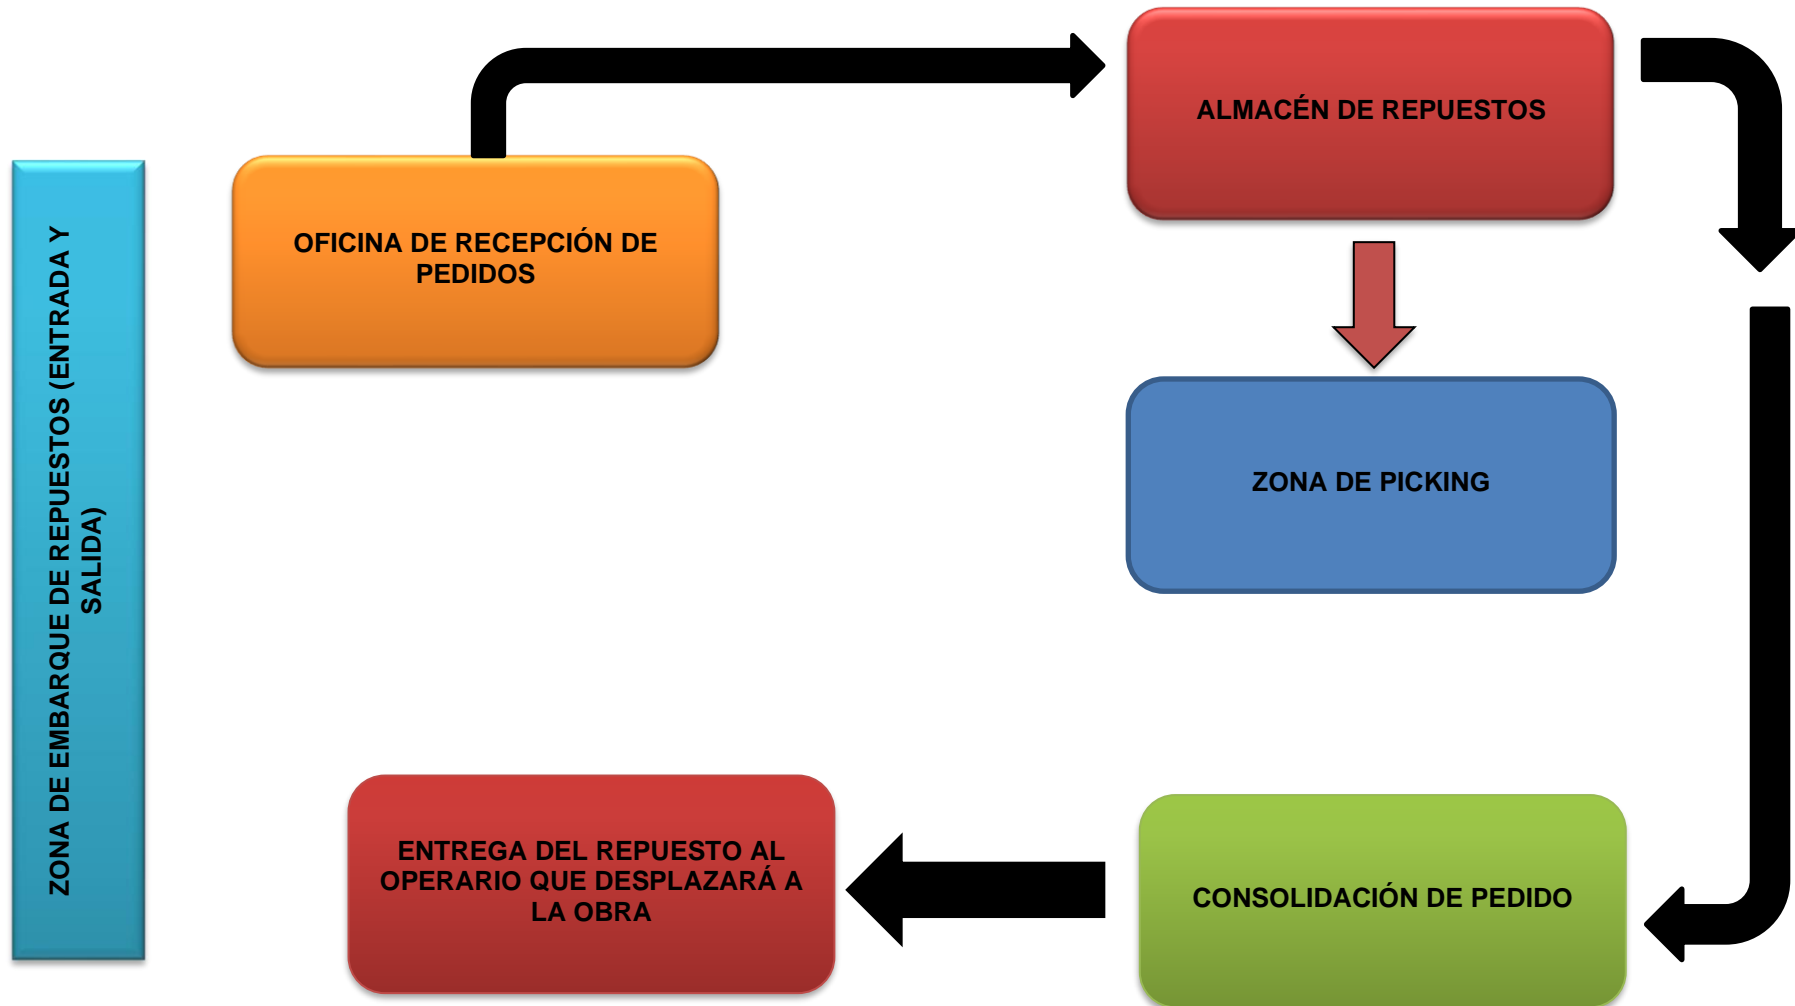 ZONA DE EMBARQUE DE REPUESTOS (ENTRADA Y
SALIDA)
OFICINA DE RECEPCIÓN DE
PEDIDOS
ALMACÉN DE REPUESTOS
ZONA DE PICKING
ENTREGA DEL REPUESTO AL
OPERARIO QUE DESPLAZARÁ A
LA OBRA
CONSOLIDACIÓN DE PEDIDO